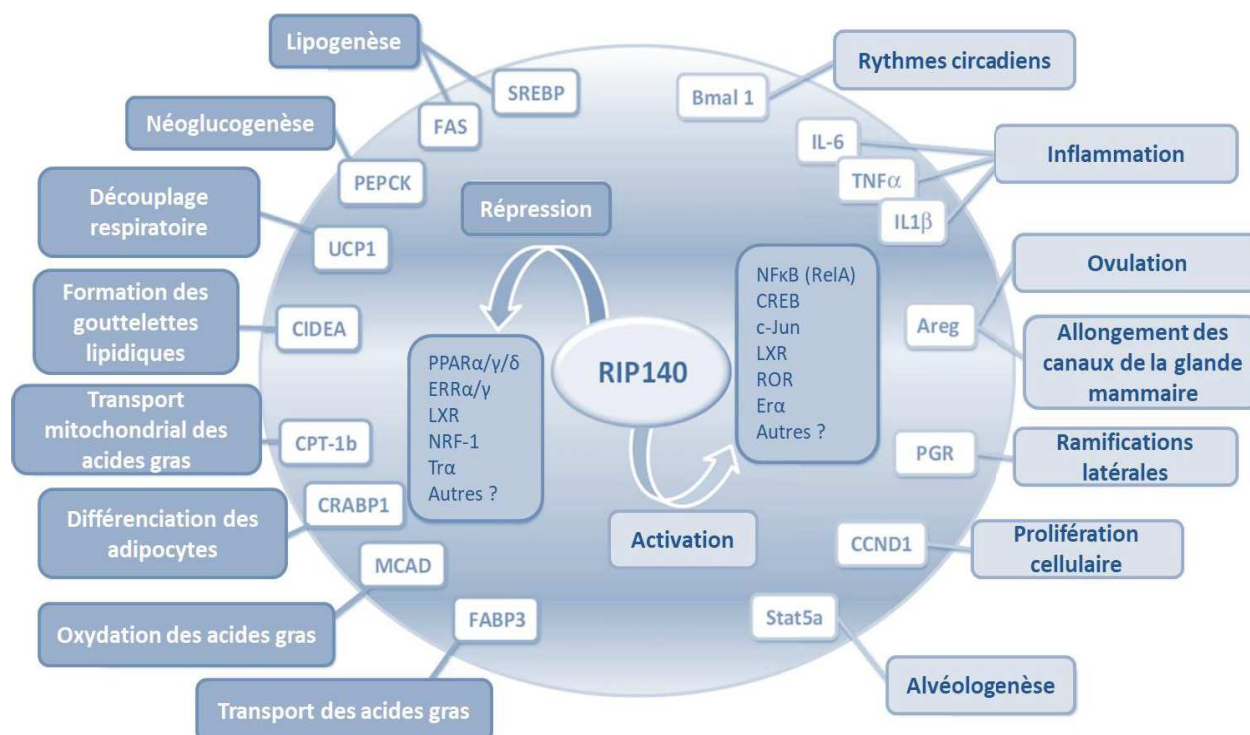 Lipogenèse
SREBP
FAS
Néoglucogenèse
PEPCK
Découplage
respiratoire
UCP1
Formation des
gouttelettes
lipidiques
CIDEA
Transport
mitochondrial des
acides gras
CPT-1b
Différenciation des
adipocytes
CRABP1
Oxydation des acides gras
MCAD
Transport des acides gras
FABP3
Répression
PPARα/γ/δ
ERRα/γ
LXR
NRF-1
Trα
Autres ?
RIP140
Activation
NFκB (RelA)
CREB
c-Jun
LXR
ROR
Erα
Autres ?
Bmal 1
Rythmes circadiens
IL-6
TNFα
IL1β
Inflammation
Areg
Ovulation
Allongement des
canaux de la glande
mammaire
PGR
Ramifications
latérales
CCND1
Prolifération
cellulaire
Stat5a
Alvéologenèse